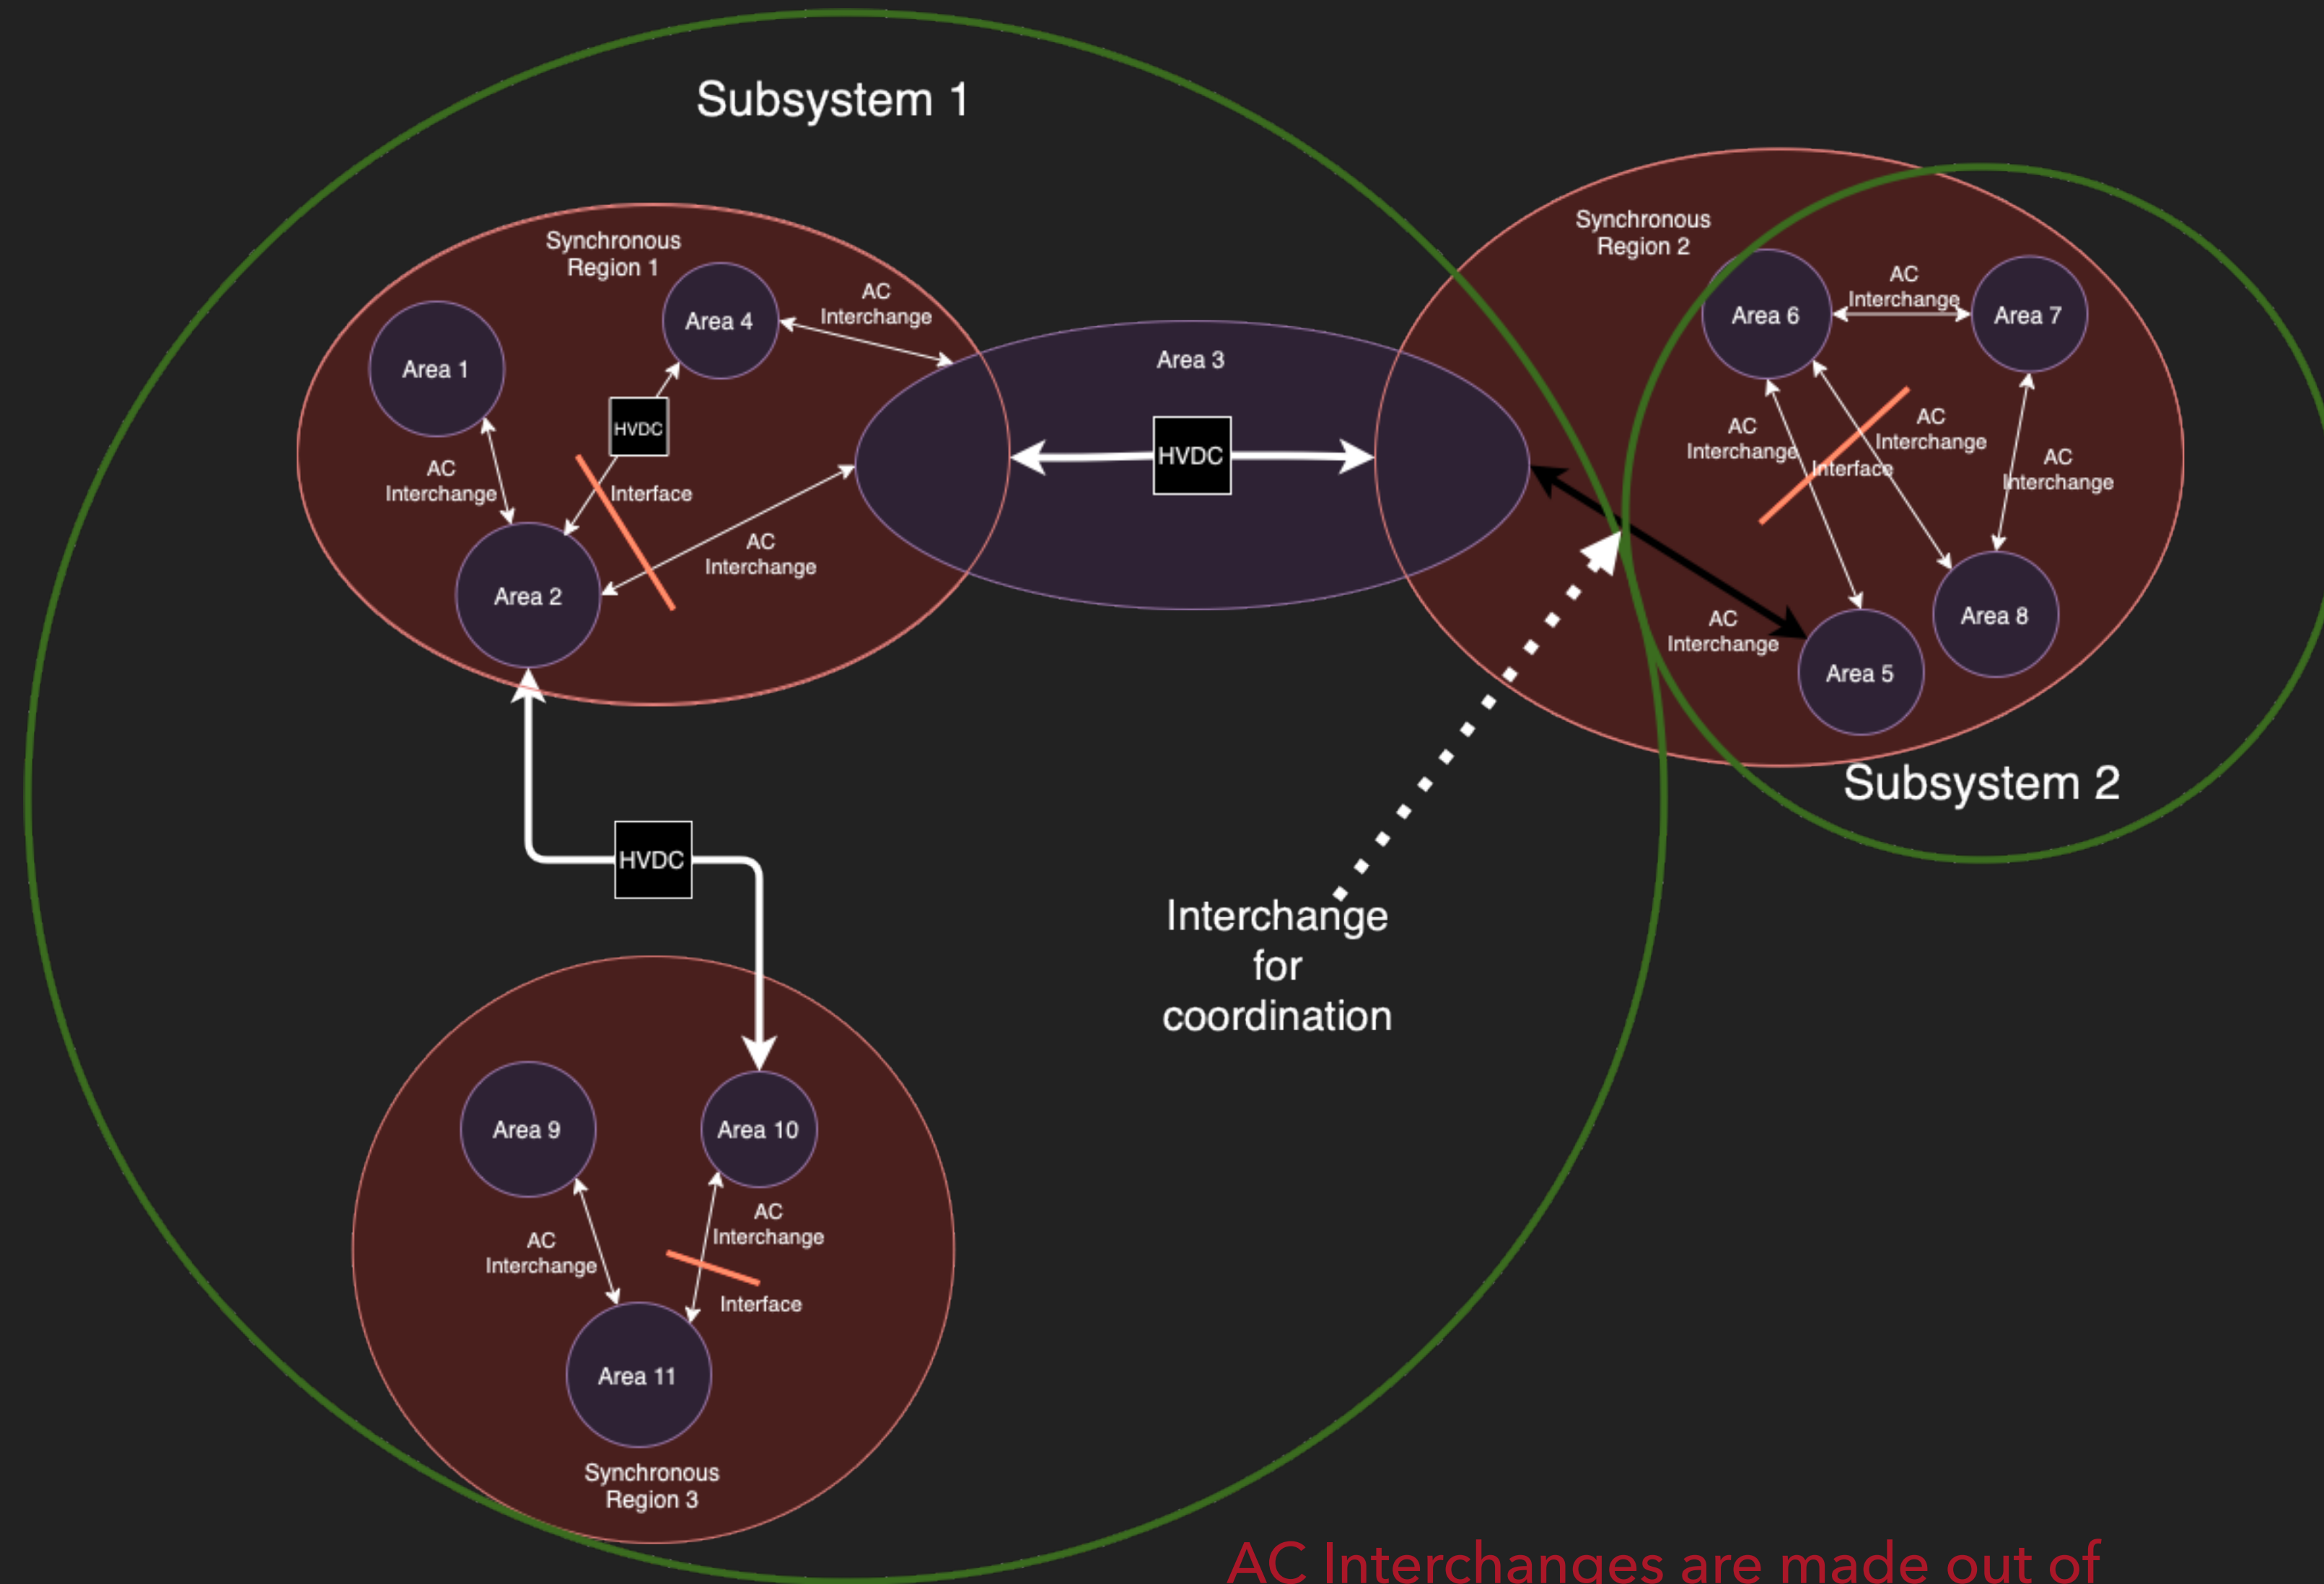 Subsystem 1
Synchronous
Region 1
Area 4
AC
Interchange
Area 1
HVDC
AC
Interchange
Interface
AC
Interchange
Area 2
Area 3
HVDC
Synchronous
Region 2
Area 6
AC
Interchange
Area 7
AC
Interchange
AC
Interchange
Interface
AC
Interchange
AC
Interchange
Area 8
Area 5
Subsystem 2
HVDC
Interchange
for
coordination
Area 9
Area 10
AC
Interchange
AC
Interchange
Interface
Area 11
Synchronous
Region 3
AC Interchanges are made out of